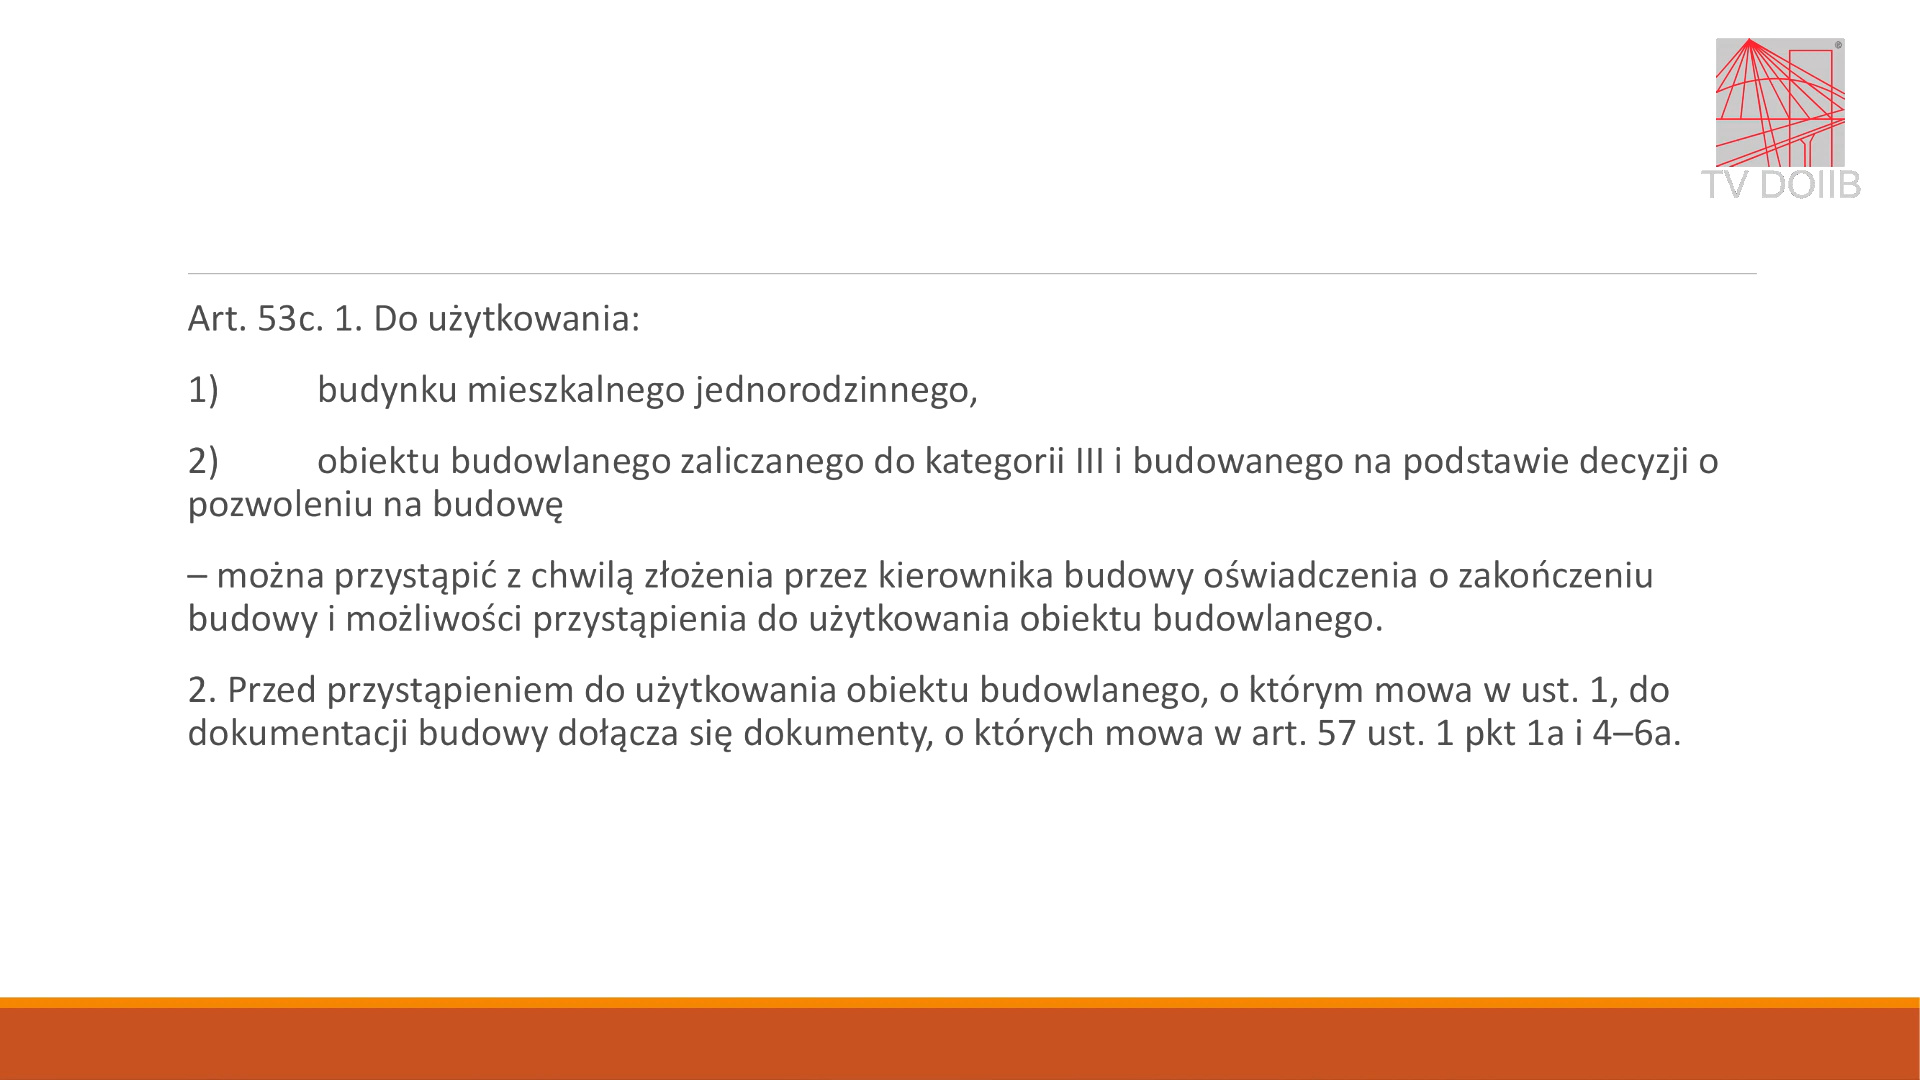 ®
TV DOIIB
Art. 53c. 1. Do użytkowania:
1) budynku mieszkalnego jednorodzinnego,
2) obiektu budowlanego zaliczanego do kategorii III i budowanego na podstawie decyzji o
pozwoleniu na budowę
– można przystąpić z chwilą złożenia przez kierownika budowy oświadczenia o zakończeniu
budowy i możliwości przystąpienia do użytkowania obiektu budowlanego.
2. Przed przystąpieniem do użytkowania obiektu budowlanego, o którym mowa w ust. 1, do
dokumentacji budowy dołącza się dokumenty, o których mowa w art. 57 ust. 1 pkt 1a i 4–6a.